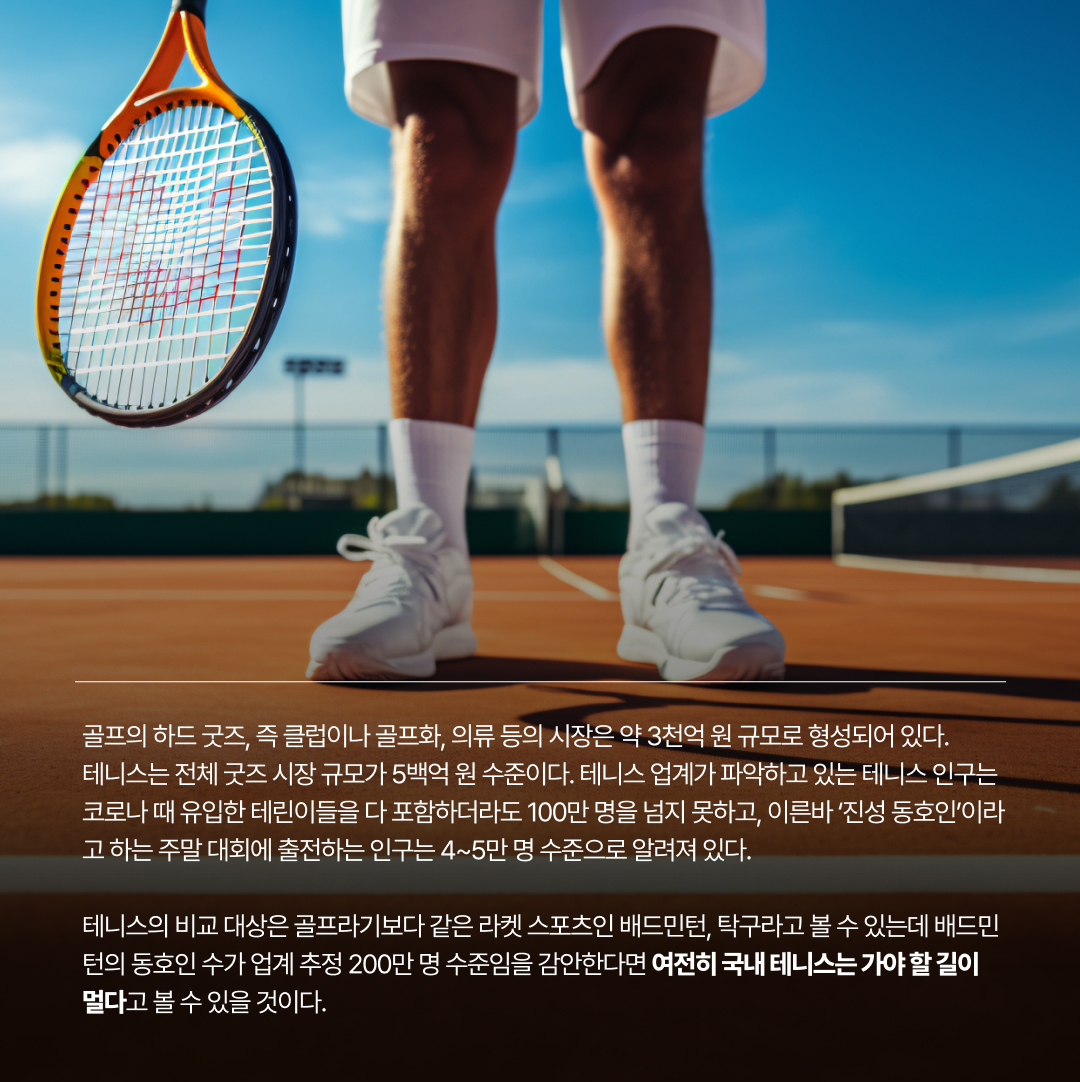 골프의 하드 굿즈, 즉 클럽이나 골프화, 의류 등의 시장은 약 3천억 원 규모로 형성되어 있다.
테니스는 전체 굿즈 시장 규모가 5백억 원 수준이다. 테니스 업계가 파악하고 있는 테니스 인구는
코로나 때 유입한 테린이들을 다 포함하더라도 100만 명을 넘지 못하고, 이른바 ‘진성 동호인’이라
고 하는 주말 대회에 출전하는 인구는 4~5만 명 수준으로 알려져 있다.
테니스의 비교 대상은 골프라기보다 같은 라켓 스포츠인 배드민턴, 탁구라고 볼 수 있는데 배드민
턴의 동호인 수가 업계 추정 200만 명 수준임을 감안한다면 여전히 국내 테니스는 가야 할 길이
멀다고 볼 수 있을 것이다.